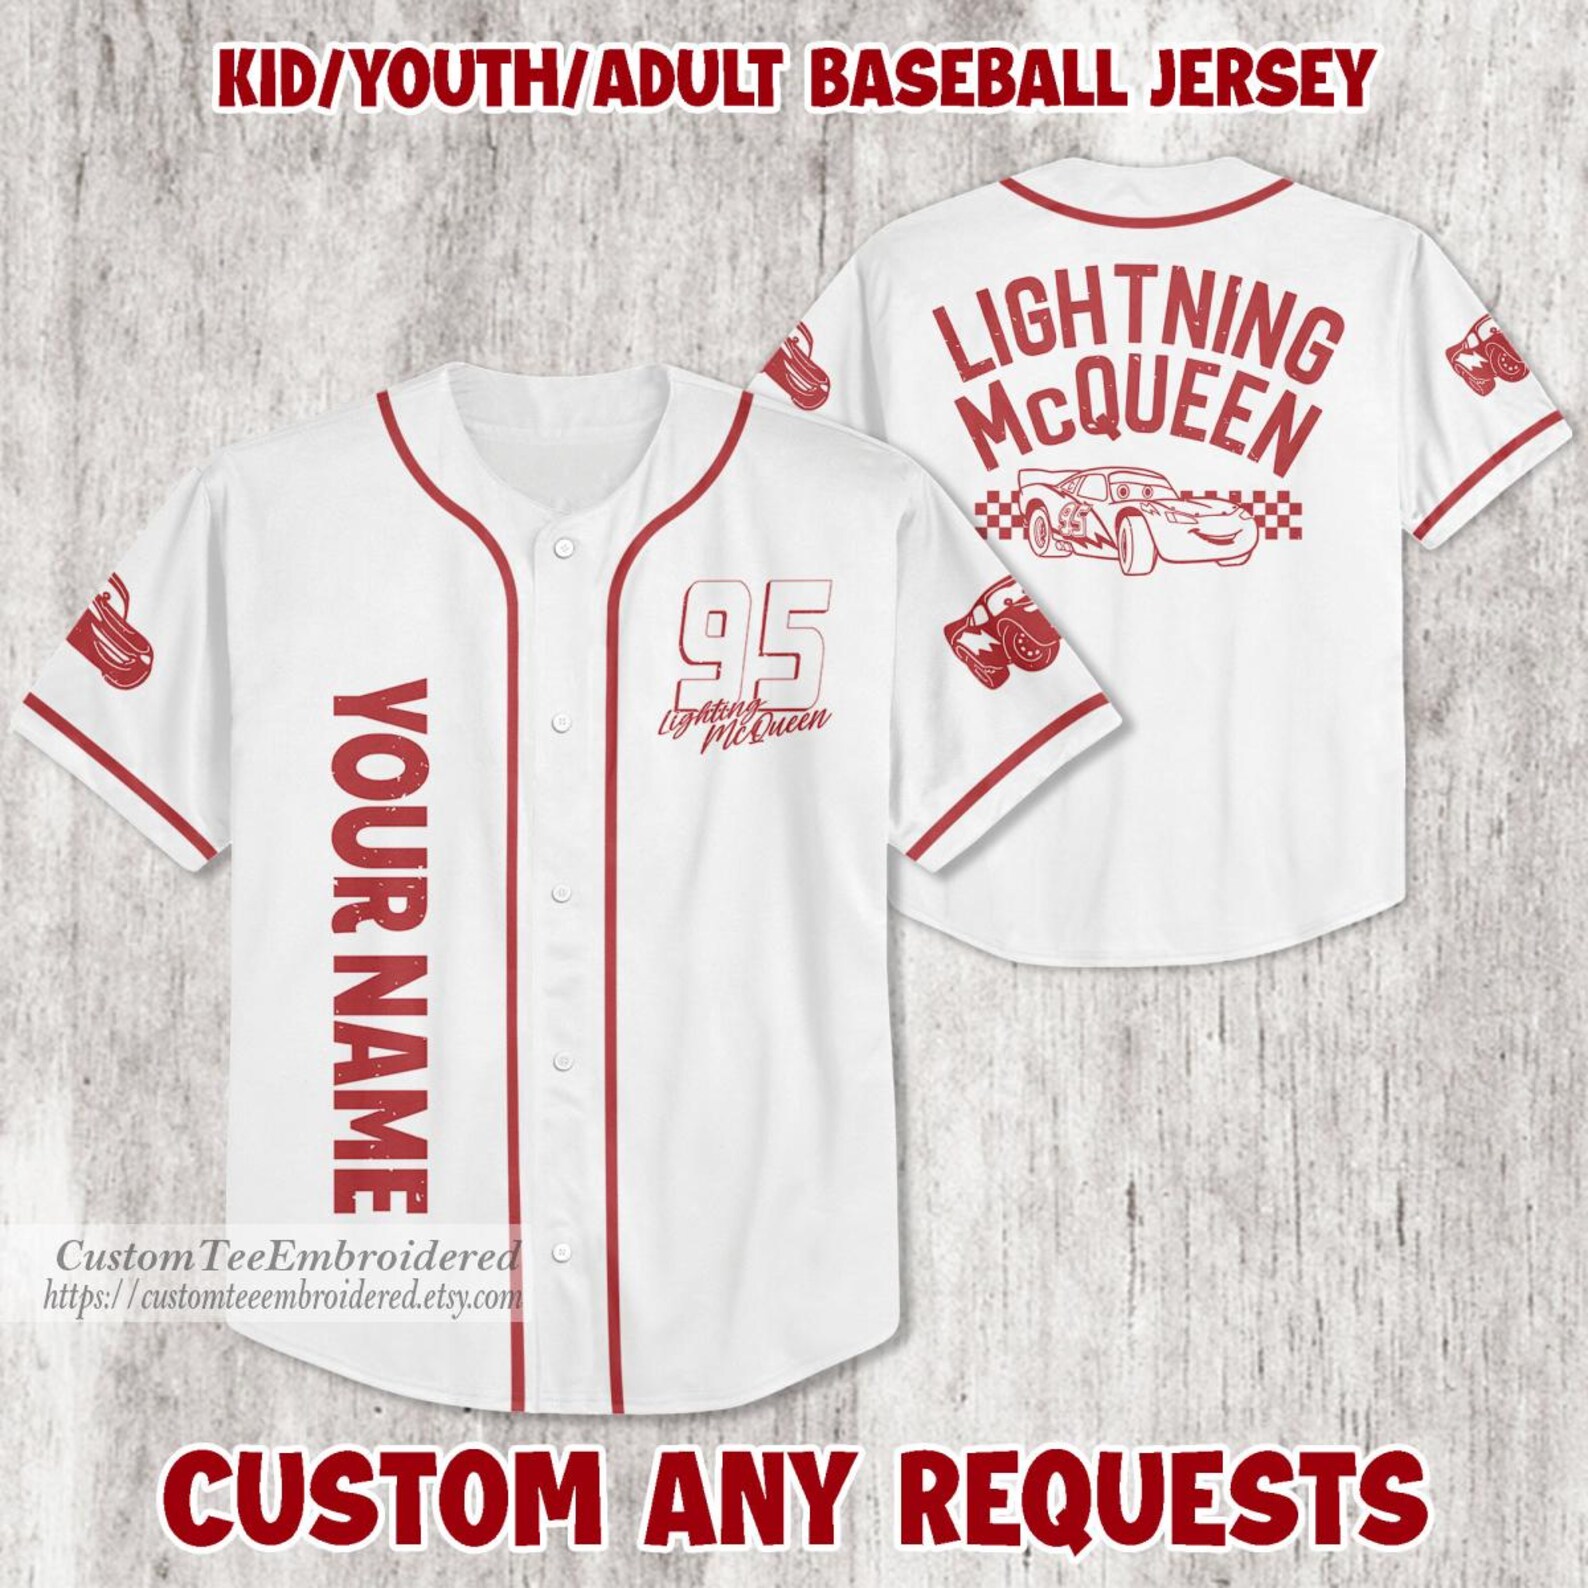 KID/YOUTH/ADULT BASEBALL JERSEY
LIGHTNING
McQUEEN
95
95
Lighting
McQueen
YOUR NAME
CustomTeeEmbroidered
https://customteeembroidered.etsy.com
CUSTOM ANY REQUESTS